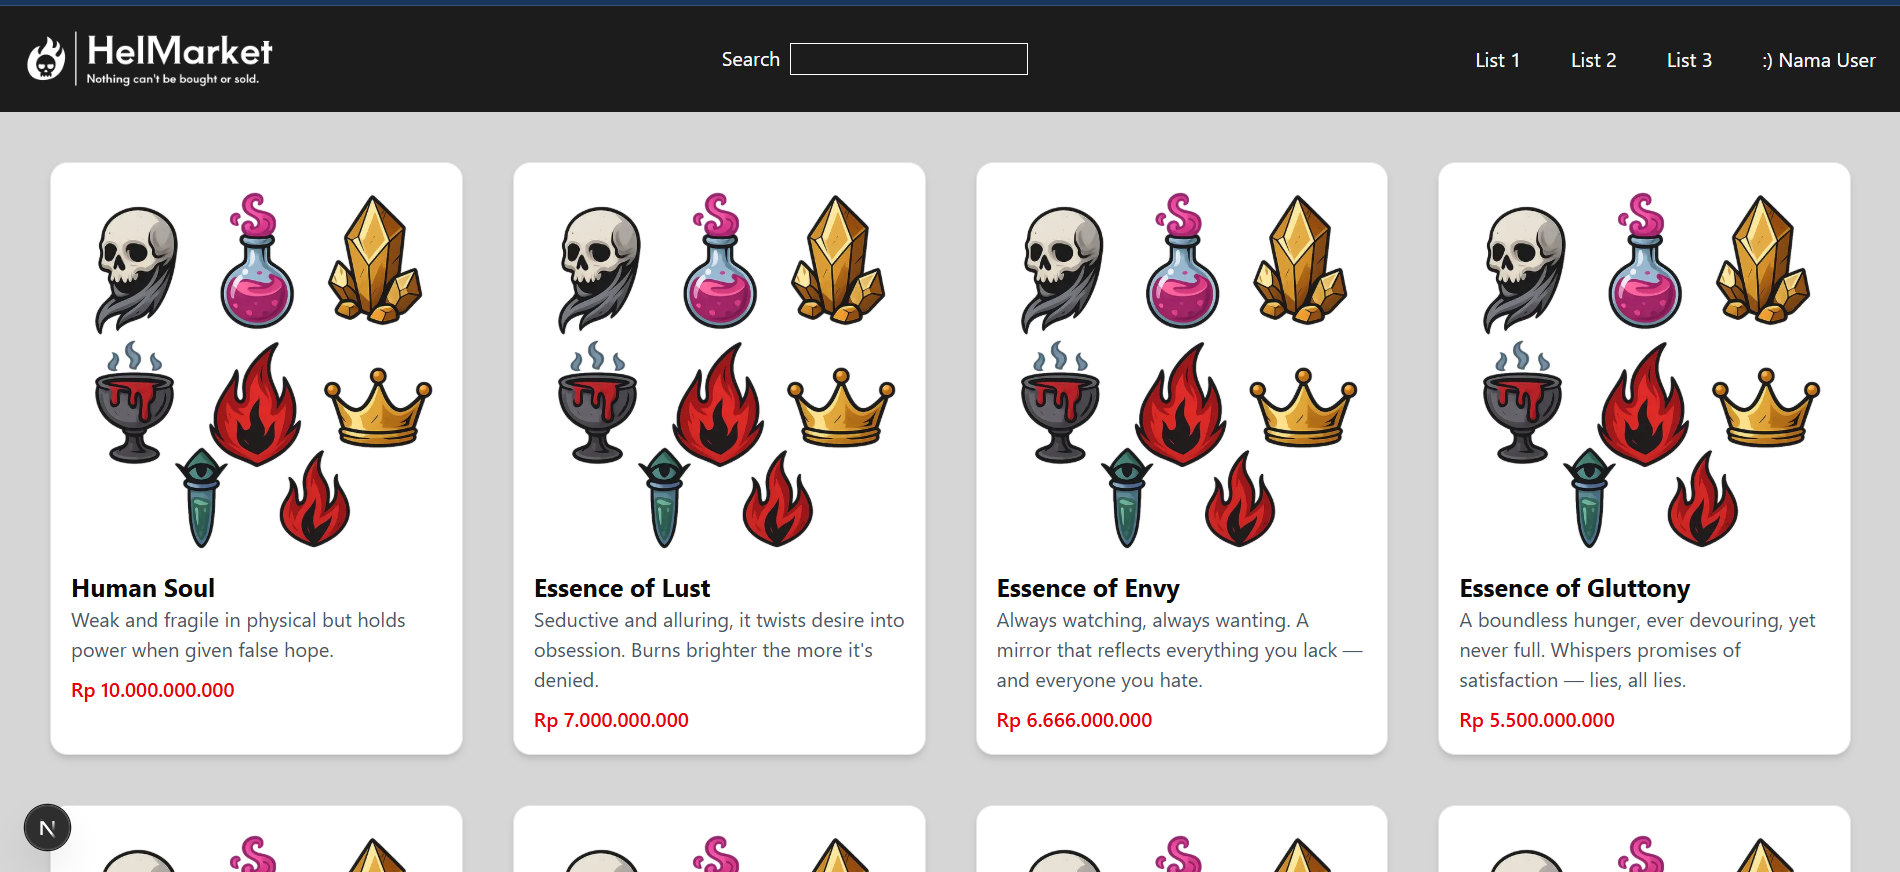 HelMarket
Nothing can't be bought or sold.
Search
List 1
List 2
List 3
:) Nama User
Human Soul
Weak and fragile in physical but holds
power when given false hope.
Rp 10.000.000.000
Essence of Lust
Seductive and alluring, it twists desire into
obsession. Burns brighter the more it's
denied.
Rp 7.000.000.000
Essence of Envy
Always watching, always wanting. A
mirror that reflects everything you lack —
and everyone you hate.
Rp 6.666.000.000
Essence of Gluttony
A boundless hunger, ever devouring, yet
never full. Whispers promises of
satisfaction — lies, all lies.
Rp 5.500.000.000
N